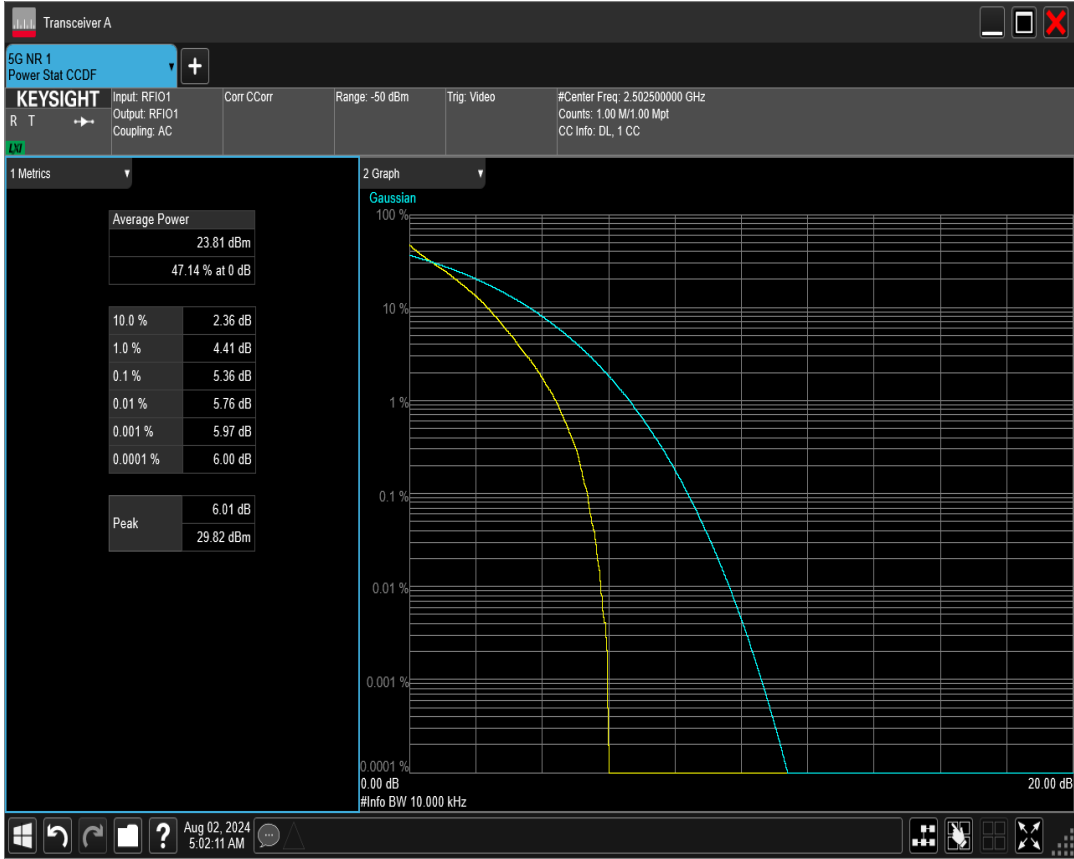 Transceiver A
5G NR 1
Power Stat CCDF
+
KEYSIGHT
R T
LXI
Input: RFIO1
Output: RFIO1
Coupling: AC
Corr CCorr
Range: -50 dBm
Trig: Video
#Center Freq: 2.502500000 GHz
Counts: 1.00 M/1.00 Mpt
CC Info: DL, 1 CC
1 Metrics
Average Power
23.81 dBm
47.14 % at 0 dB
10.0 % 2.36 dB
1.0 % 4.41 dB
0.1 % 5.36 dB
0.01 % 5.76 dB
0.001 % 5.97 dB
0.0001 % 6.00 dB
Peak
6.01 dB
29.82 dBm
2 Graph
Gaussian
100 %
10 %
1 %
0.1 %
0.01 %
0.001 %
0.0001 %
0.00 dB 20.00 dB
#Info BW 10.000 kHz
?
Aug 02, 2024
5:02:11 AM